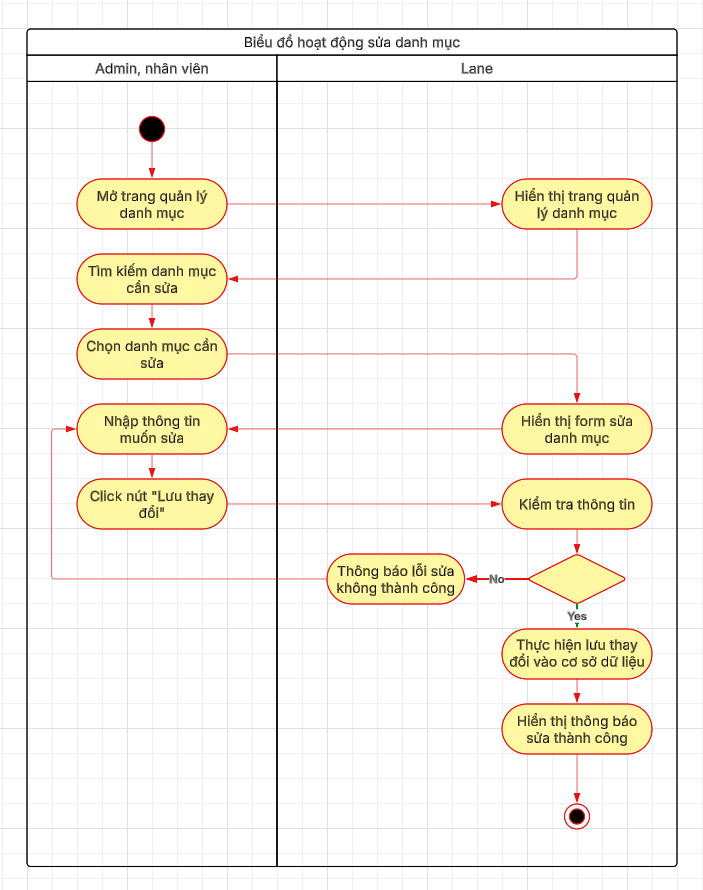 Biểu đồ hoạt động sửa danh mục
Admin, nhân viên
Lane
Mở trang quản lý
danh mục
Hiển thị trang quản
lý danh mục
Tìm kiếm danh mục
cần sửa
Chọn danh mục cần
sửa
Nhập thông tin
muốn sửa
Hiển thị form sửa
danh mục
Click nút "Lưu thay
đổi"
Kiểm tra thông tin
Thông báo lỗi sửa
không thành công
No
Yes
Thực hiện lưu thay
đổi vào cơ sở dữ liệu
Hiển thị thông báo
sửa thành công